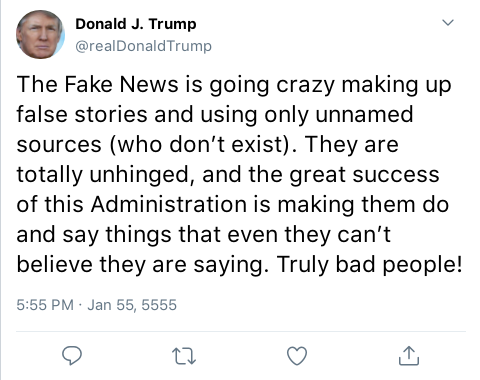 Donald J. Trump
@realDonaldTrump
The Fake News is going crazy making up
false stories and using only unnamed
sources (who don’t exist). They are
totally unhinged, and the great success
of this Administration is making them do
and say things that even they can’t
believe they are saying. Truly bad people!
5:55 PM · Jan 55, 5555